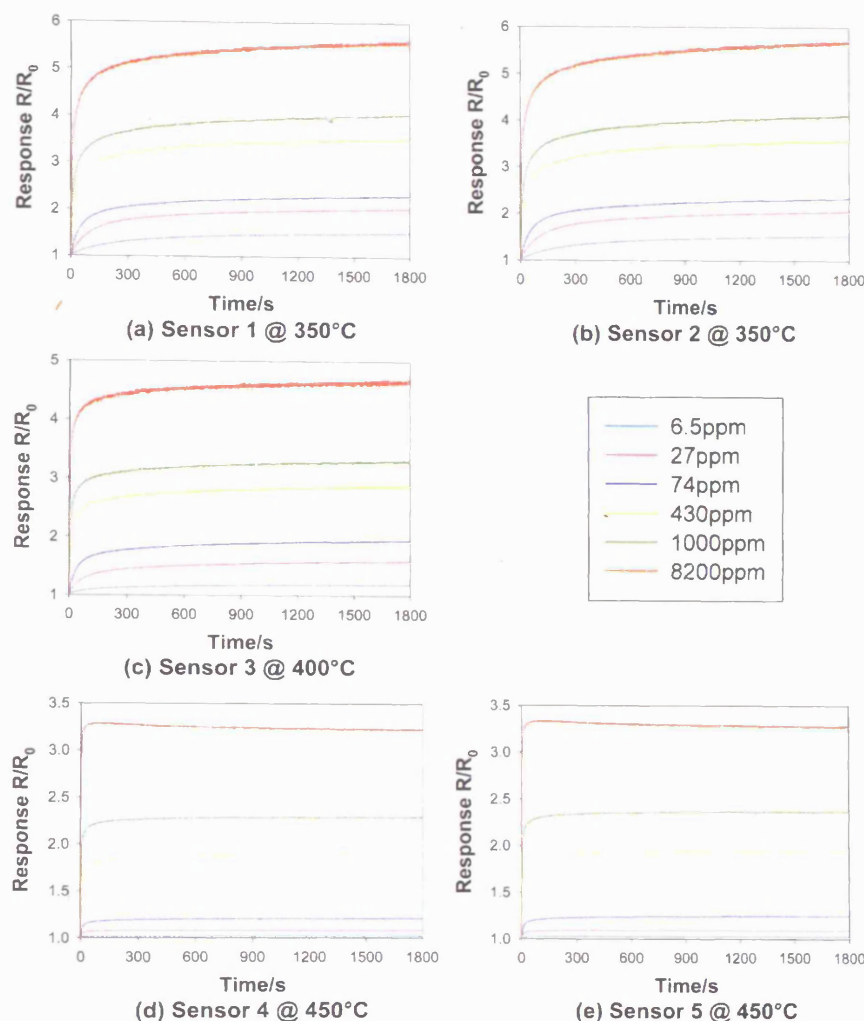 Response R/R0
6
5
4
3
2
1
0 300 600 900 1200 1500 1800
Time/s
(a) Sensor 1 @ 350°C
Response R/R0
6
5
4
3
2
1
0 300 600 900 1200 1500 1800
Time/s
(b) Sensor 2 @ 350°C
Response R/R0
5
4
3
2
1
0 300 600 900 1200 1500 1800
Time/s
(c) Sensor 3 @ 400°C
6.5ppm
27ppm
74ppm
430ppm
1000ppm
8200ppm
Response R/R0
3.5
3.0
2.5
2.0
1.5
1.0
0 300 600 900 1200 1500 1800
Time/s
(d) Sensor 4 @ 450°C
Response R/R0
3.5
3.0
2.5
2.0
1.5
1.0
0 300 600 900 1200 1500 1800
Time/s
(e) Sensor 5 @ 450°C